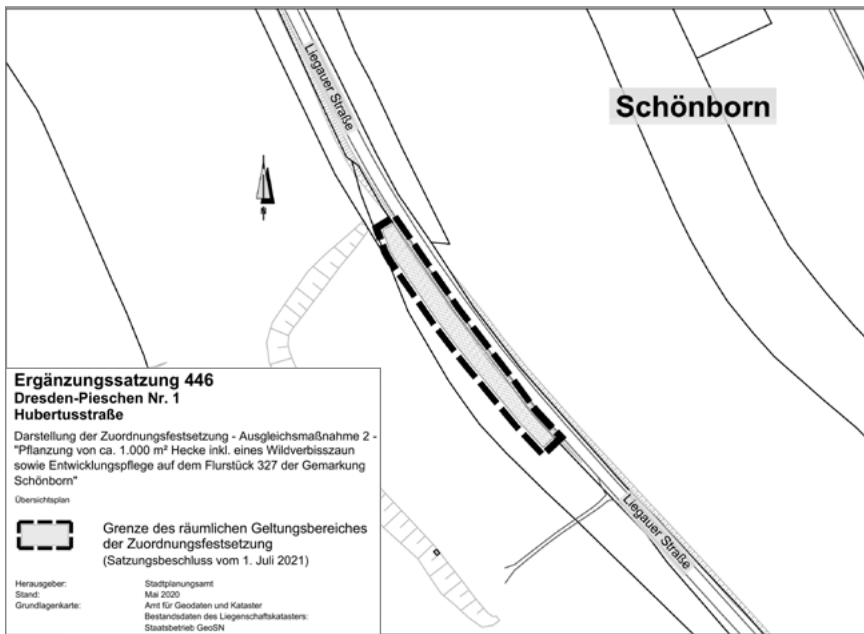 Liegauer Straße
Schönborn
N
Ergänzungssatzung 446
Dresden-Pieschen Nr. 1
Hubertusstraße
Darstellung der Zuordnungsfestsetzung - Ausgleichsmaßnahme 2 -
"Pflanzung von ca. 1.000 m² Hecke inkl. eines Wildverbisszaun
sowie Entwicklungspflege auf dem Flurstück 327 der Gemarkung
Schönborn"
Übersichtsplan
Grenze des räumlichen Geltungsbereiches
der Zuordnungsfestsetzung
(Satzungsbeschluss vom 1. Juli 2021)
Herausgeber: Stadtplanungsamt
Stand: Mai 2020
Grundlagenkarte: Amt für Geodaten und Kataster
Bestandsdaten des Liegenschaftskatasters:
Staatsbetrieb GeoSN
Liegauer Straße